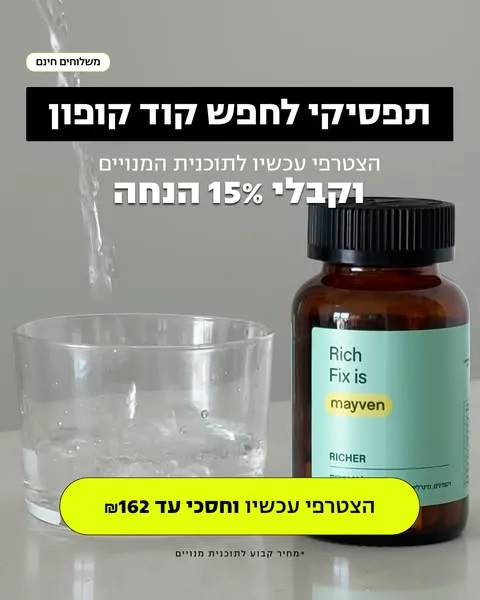 משלוחים חינם
תפסיקי לחפש קוד קופון
הצטרפי עכשיו לתוכנית המנויים
וקבלי 15% הנחה
Rich
Fix is
mayven
RICHER
הצטרפי עכשיו וחסכי עד 162₪
*מחיר קבוע לתוכנית מנויים